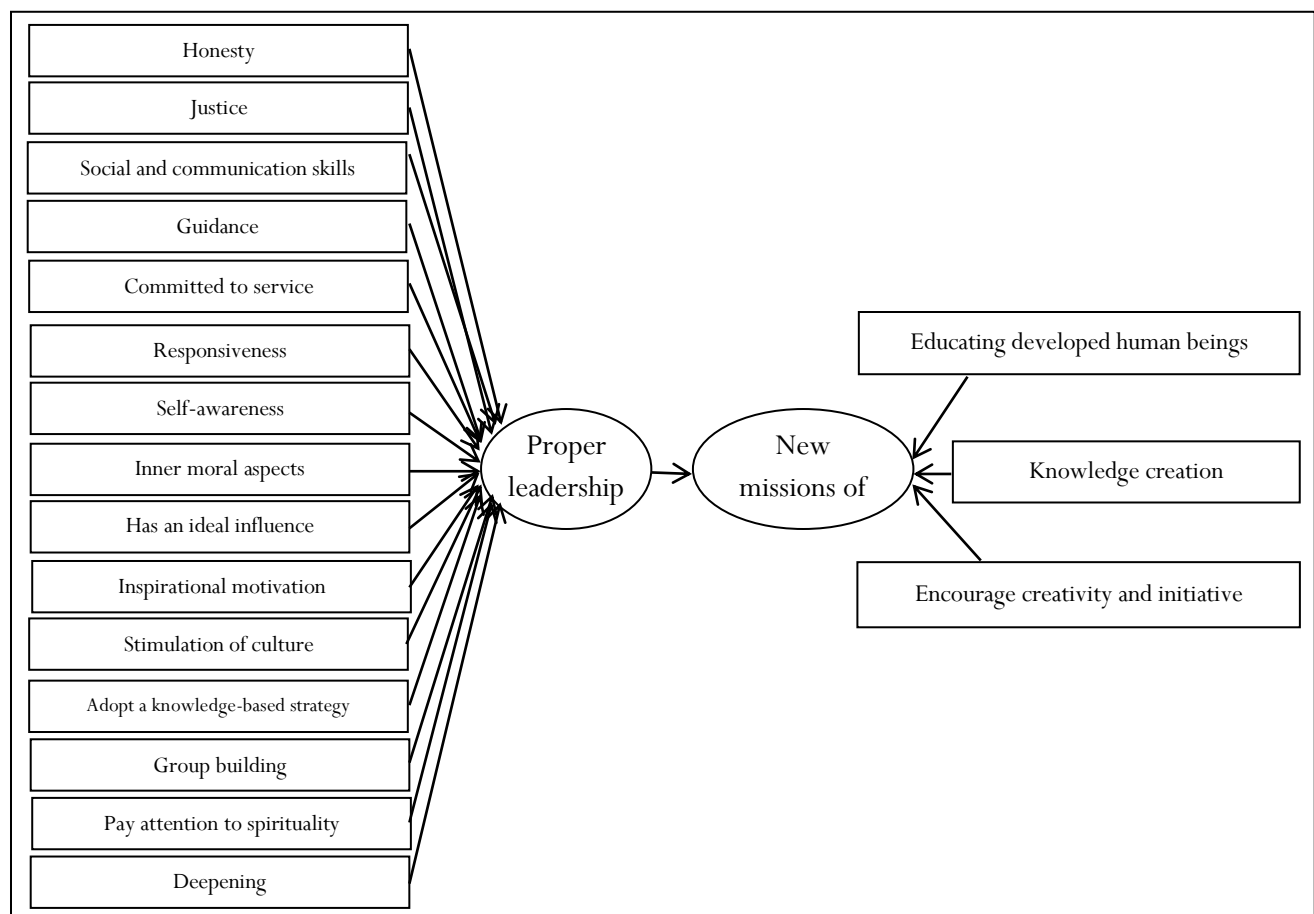 Honesty
Justice
Social and communication skills
Guidance
Committed to service
Responsiveness
Self-awareness
Inner moral aspects
Has an ideal influence
Inspirational motivation
Stimulation of culture
Adopt a knowledge-based strategy
Group building
Pay attention to spirituality
Deepening
Proper
leadership
New
missions of
Educating developed human beings
Knowledge creation
Encourage creativity and initiative